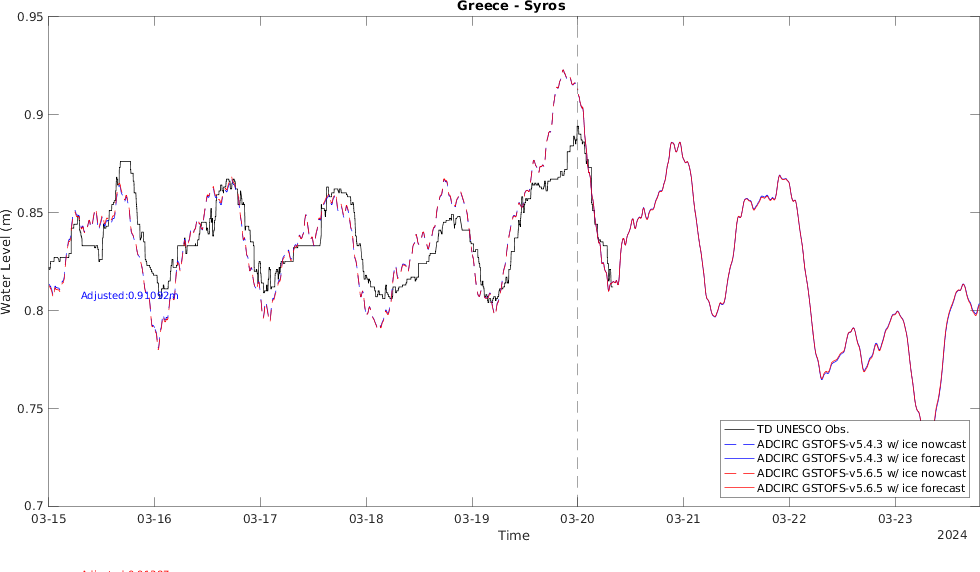 Greece - Syros
0.95
0.9
0.85
0.8
0.75
0.7
Water Level (m)
Adjusted:0.91092m
TD UNESCO Obs.
ADCIRC GSTOFS-v5.4.3 w/ ice nowcast
ADCIRC GSTOFS-v5.4.3 w/ ice forecast
ADCIRC GSTOFS-v5.6.5 w/ ice nowcast
ADCIRC GSTOFS-v5.6.5 w/ ice forecast
03-15 03-16 03-17 03-18 03-19 03-20 03-21 03-22 03-23
Time
2024